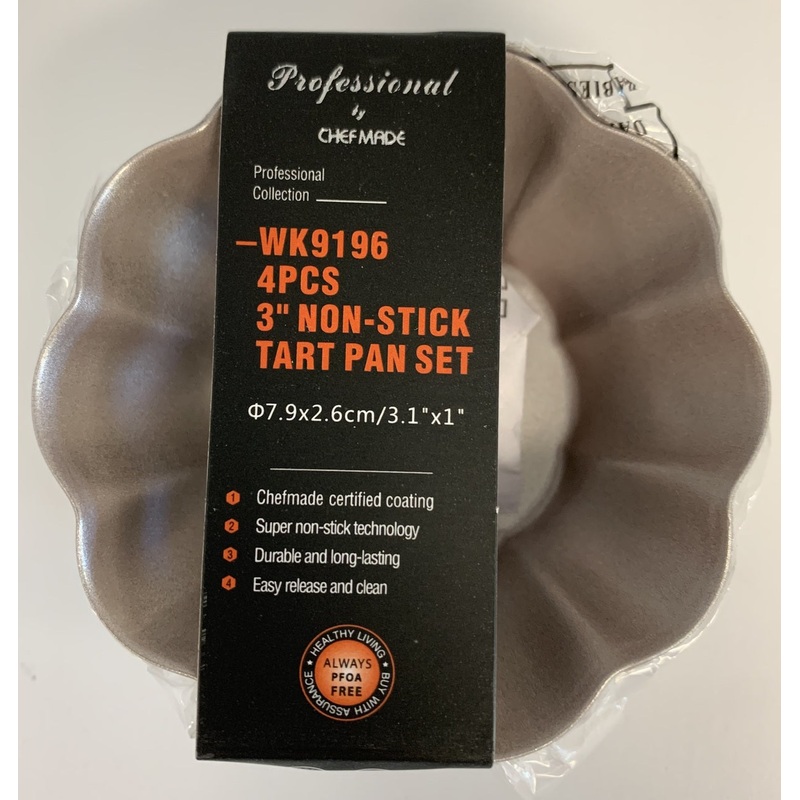 Professional
by
CHEFMADE
Professional
Collection
–WK9196
4PCS
3" NON-STICK
TART PAN SET
Φ7.9x2.6cm/3.1"x1"
1 Chefmade certified coating
2 Super non-stick technology
3 Durable and long-lasting
4 Easy release and clean
HEALTHY LIVING
ALWAYS
PFOA
FREE
BUY WITH ASSURANCE